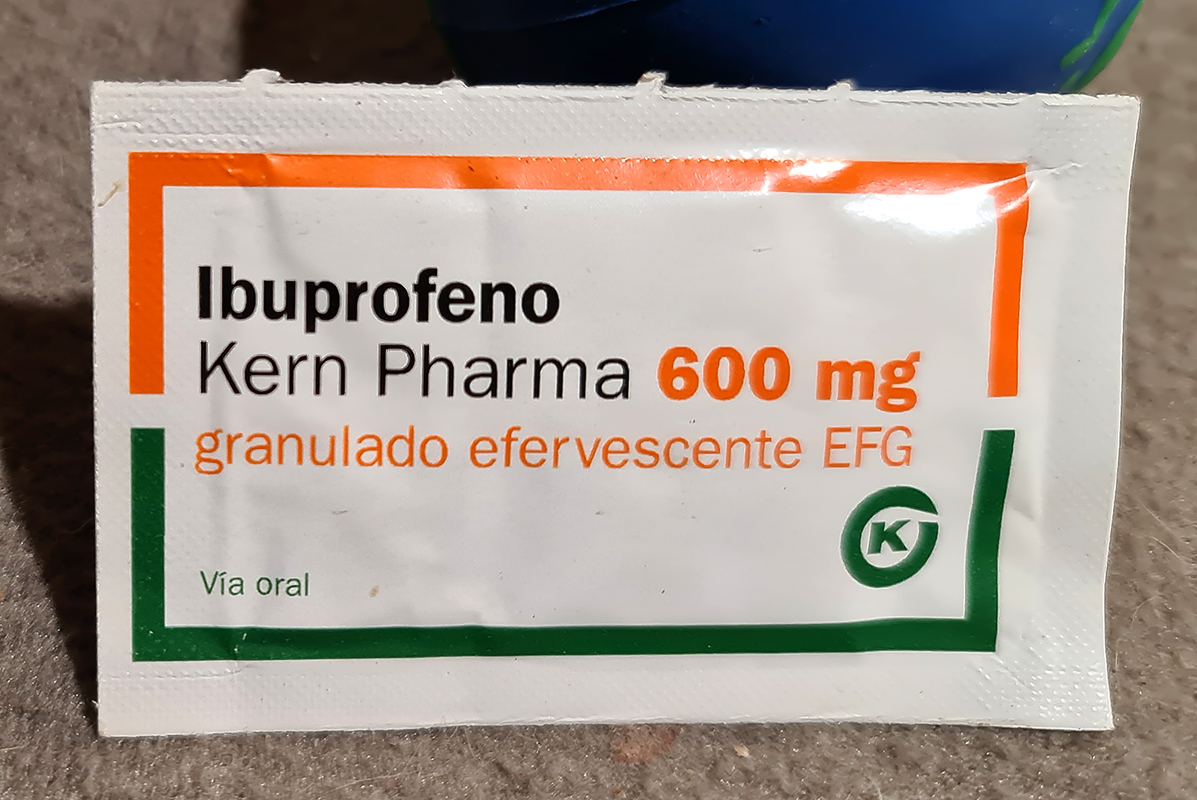 Ibuprofeno
Kern Pharma 600 mg
granulado efervescente EFG
K
Vía oral